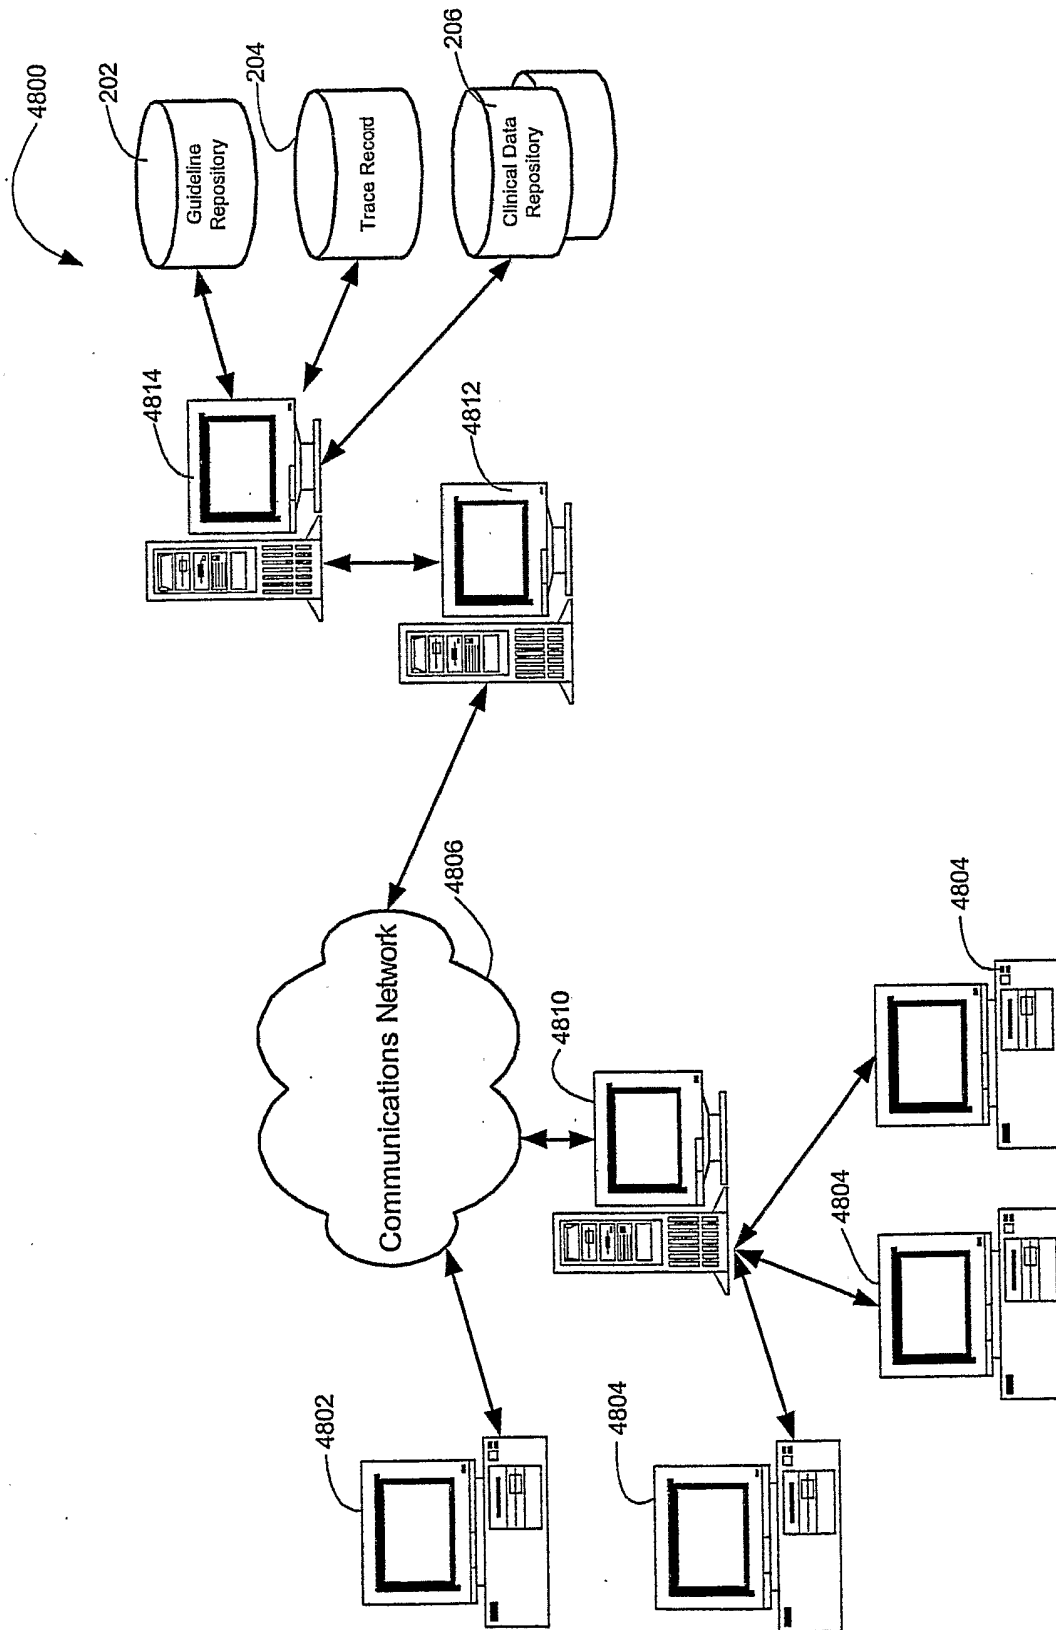 4800
202
Guideline
Repository
204
Trace Record
206
Clinical Data
Repository
4814
4812
Communications Network
4806
4810
4802
4804
4804
4804